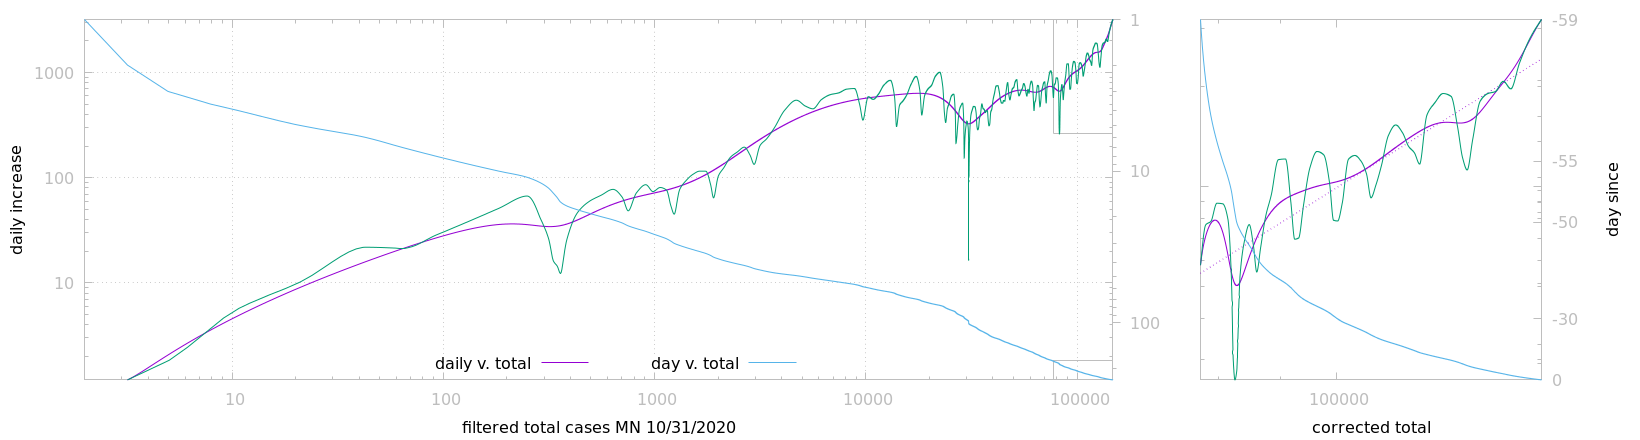 1
-59
1000
daily increase
100
10
-55
-50
day since
10
100
-30
daily v. total
day v. total
0
10
100
1000
10000
100000
100000
filtered total cases MN 10/31/2020
corrected total